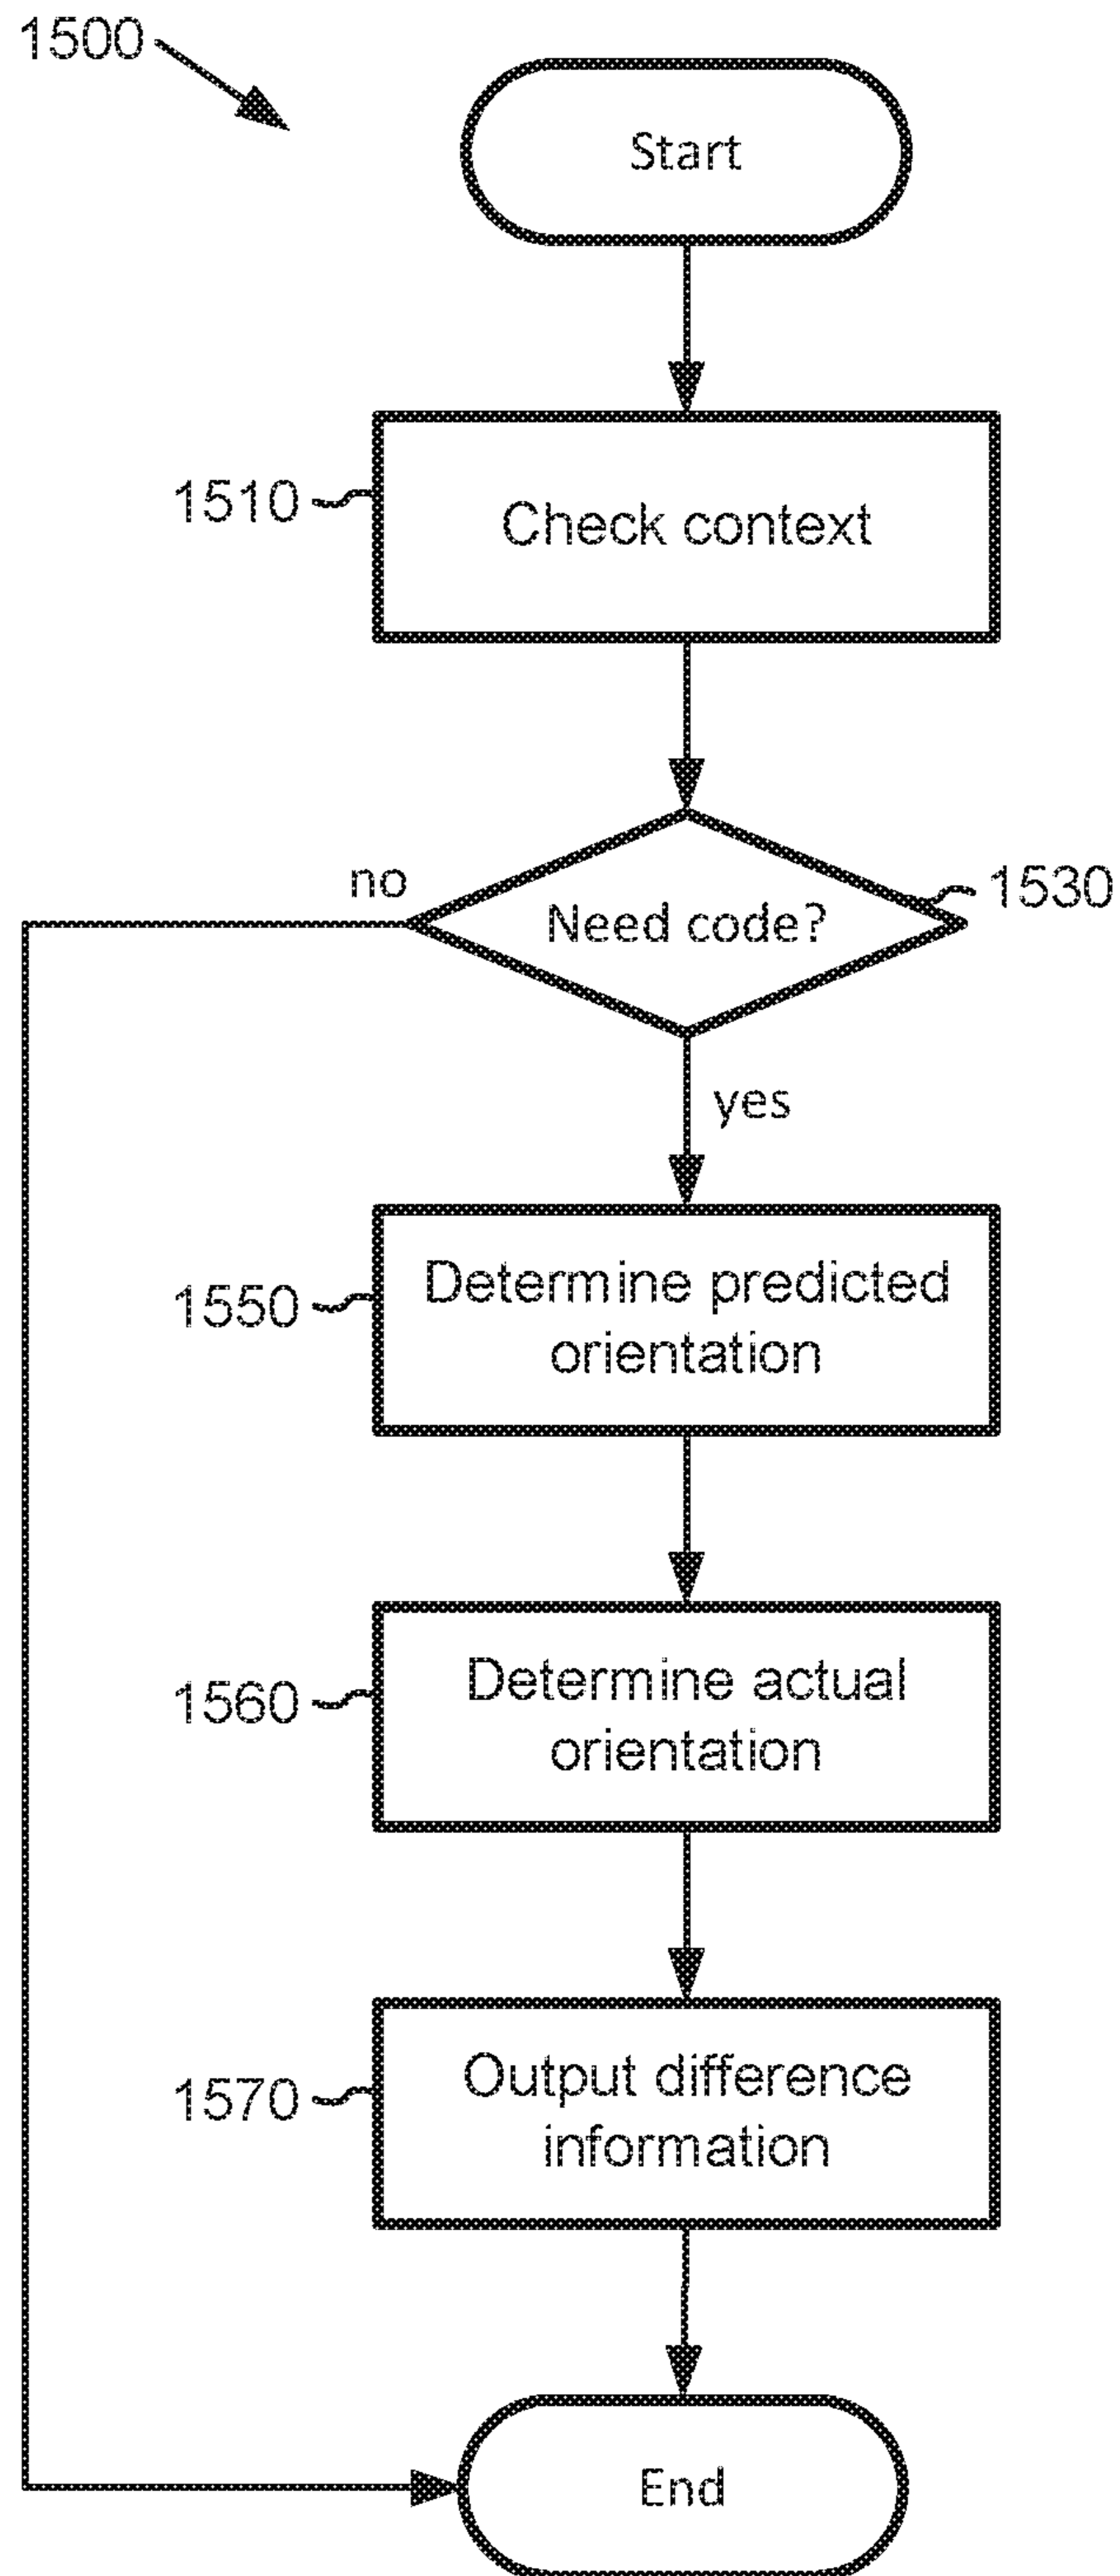 1500
Start
1510
Check context
no
Need code?
1530
yes
1550
Determine predicted
orientation
1560
Determine actual
orientation
1570
Output difference
information
End